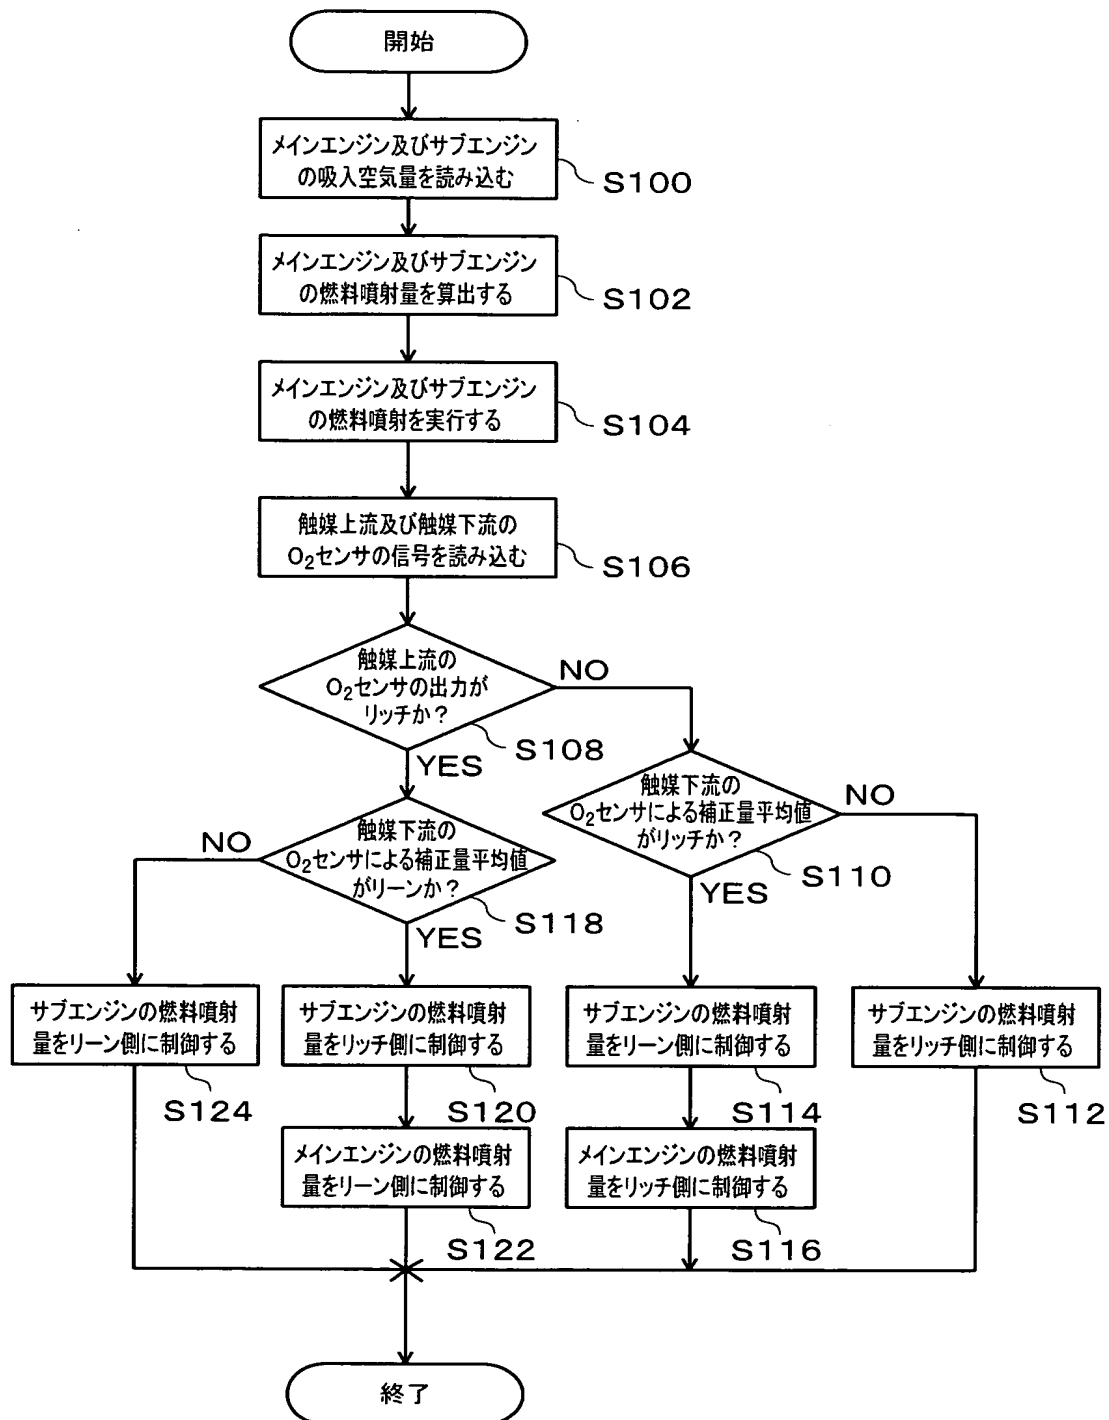 開始
メインエンジン及びサブエンジン
の吸入空気量を読み込む
S100
メインエンジン及びサブエンジン
の燃料噴射量を算出する
S102
メインエンジン及びサブエンジン
の燃料噴射を実行する
S104
触媒上流及び触媒下流の
O₂センサの信号を読み込む
S106
触媒上流の
O₂センサの出力が
リッチか？
NO
S108
YES
触媒下流の
O₂センサによる補正量平均値
がリッチか？
NO
S110
YES
触媒下流の
O₂センサによる補正量平均値
がリーンか？
NO
S118
YES
サブエンジンの燃料噴射
量をリーン側に制御する
S124
サブエンジンの燃料噴射
量をリッチ側に制御する
S120
サブエンジンの燃料噴射
量をリーン側に制御する
S114
サブエンジンの燃料噴射
量をリッチ側に制御する
S112
メインエンジンの燃料噴射
量をリーン側に制御する
S122
メインエンジンの燃料噴射
量をリッチ側に制御する
S116
終了